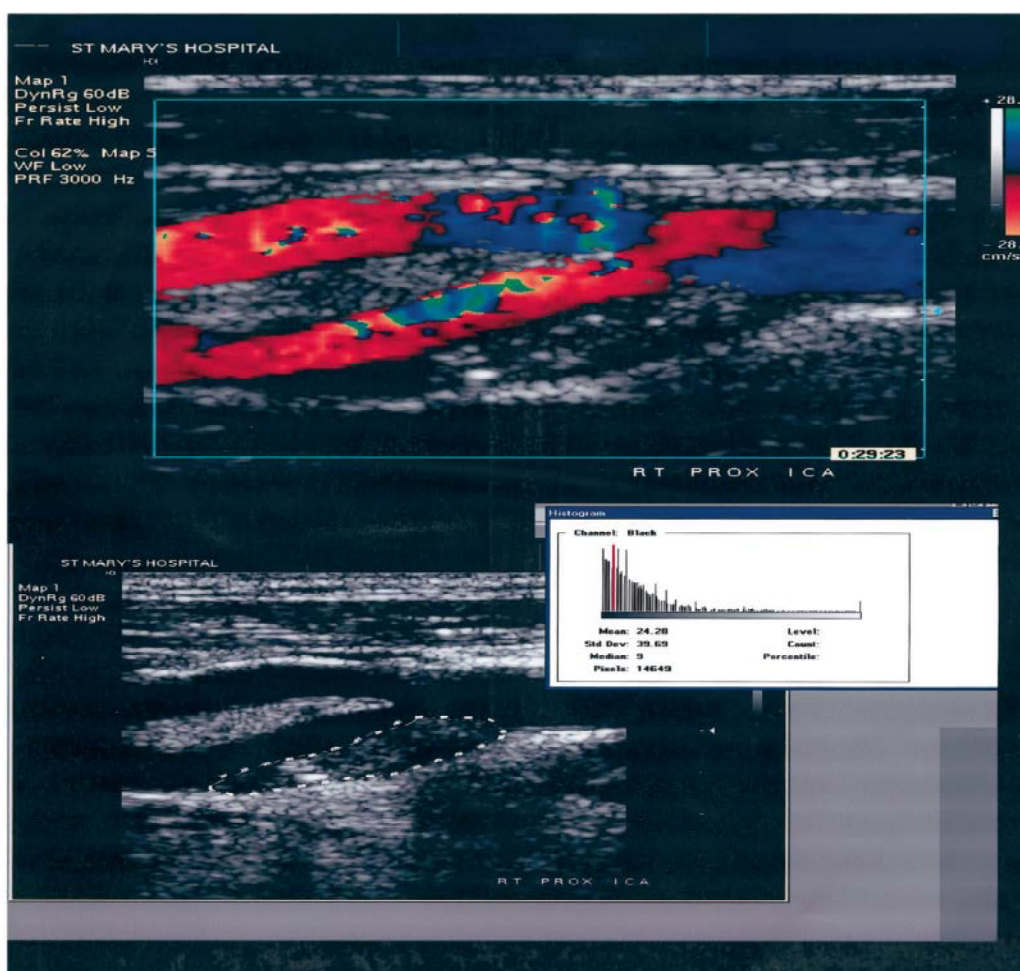 ST MARY'S HOSPITAL
HDI
Map 1
DynRg 60dB
Persist Low
Fr Rate High
Col 62% Map 5
WF Low
PRF 3000 Hz
+ 28.
- 28.
cm/s
0:29:23
RT PROX ICA
Histogram
Channel: Black
Mean: 24.28
Std Dev: 39.69
Median: 9
Pixels: 14649
Level:
Count:
Percentile:
ST MARY'S HOSPITAL
Map 1
DynRg 60dB
Persist Low
Fr Rate High
RT PROX ICA